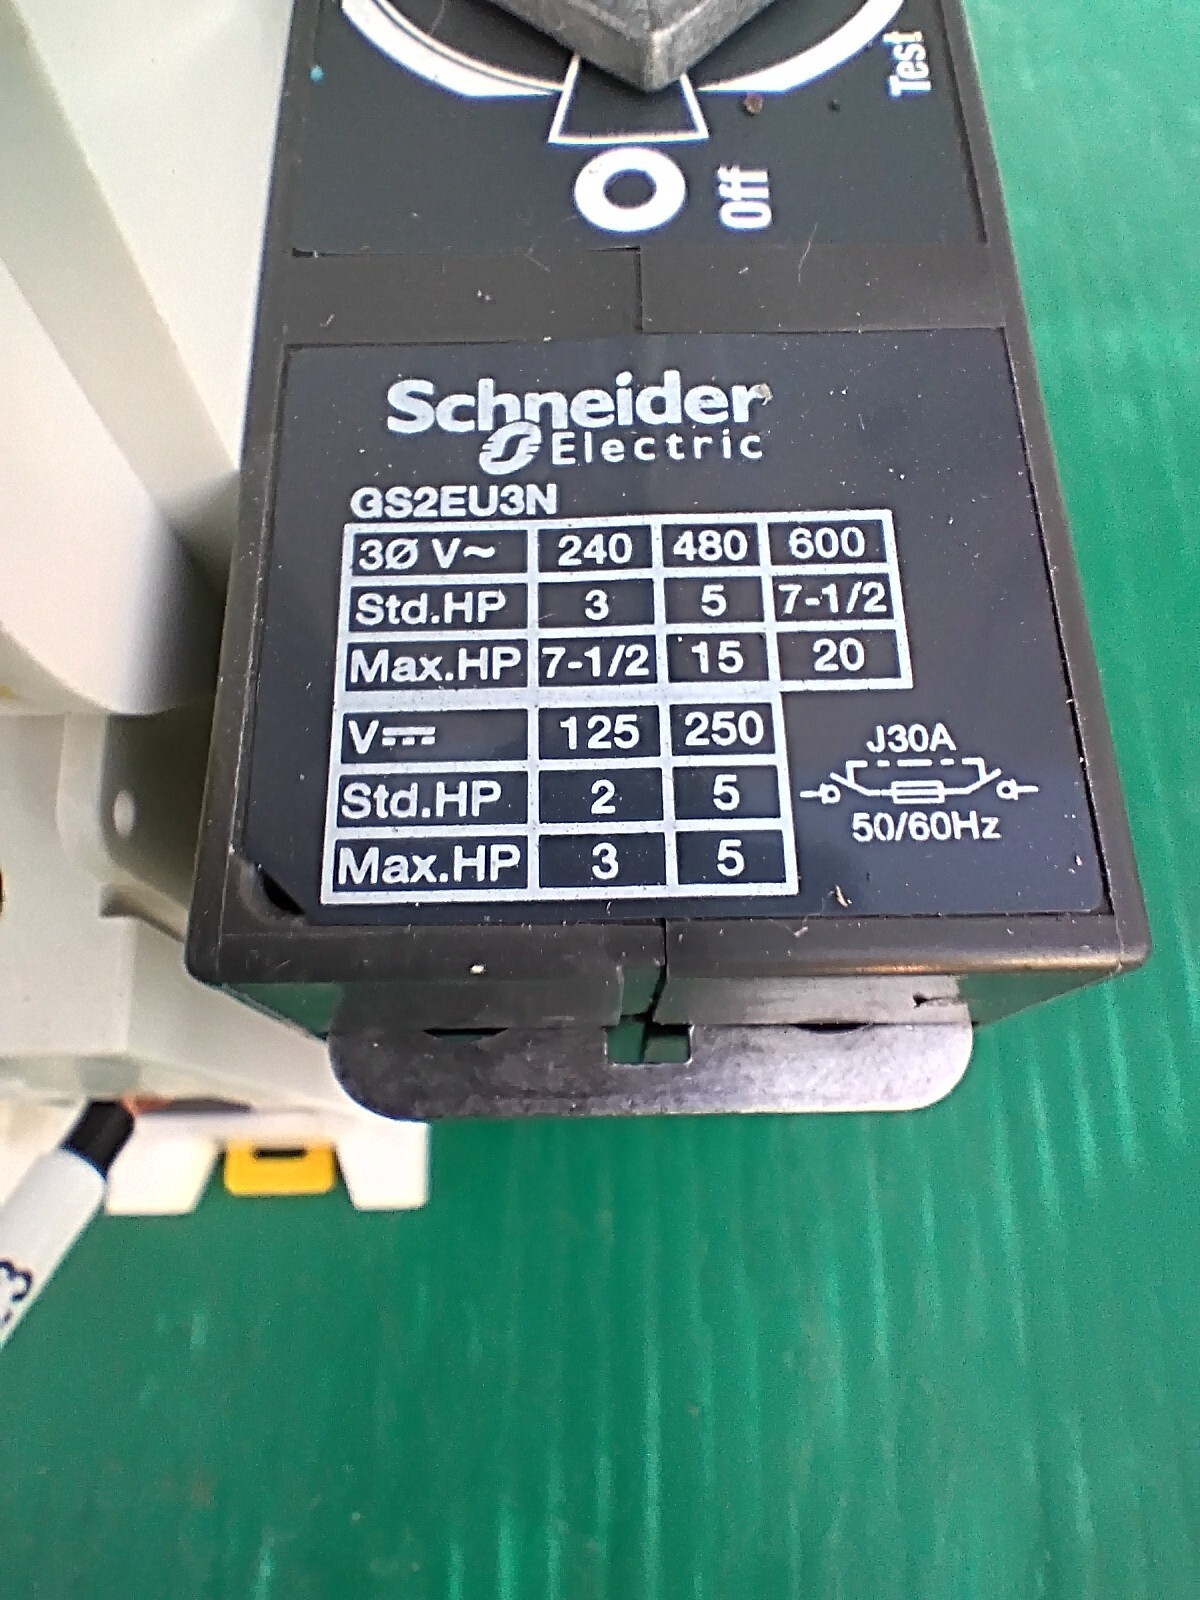 Test
Off
Schneider
Electric
GS2EU3N
3Ø V~ 240 480 600
Std.HP 3 5 7-1/2
Max.HP 7-1/2 15 20
V⎓ 125 250
Std.HP 2 5
Max.HP 3 5
J30A
50/60Hz